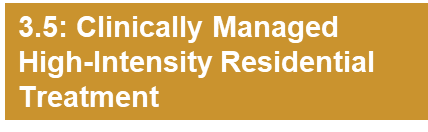 3.5: Clinically Managed
High-Intensity Residential
Treatment